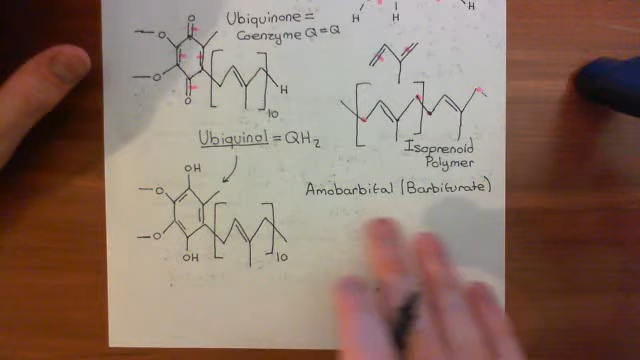 Ubiquinone =
Coenzyme Q = Q
O
O
O
O
H
10
H
H
H
Isoprenoid
Polymer
Ubiquinol = QH2
OH
O
O
OH
10
Amobarbital (Barbiturate)